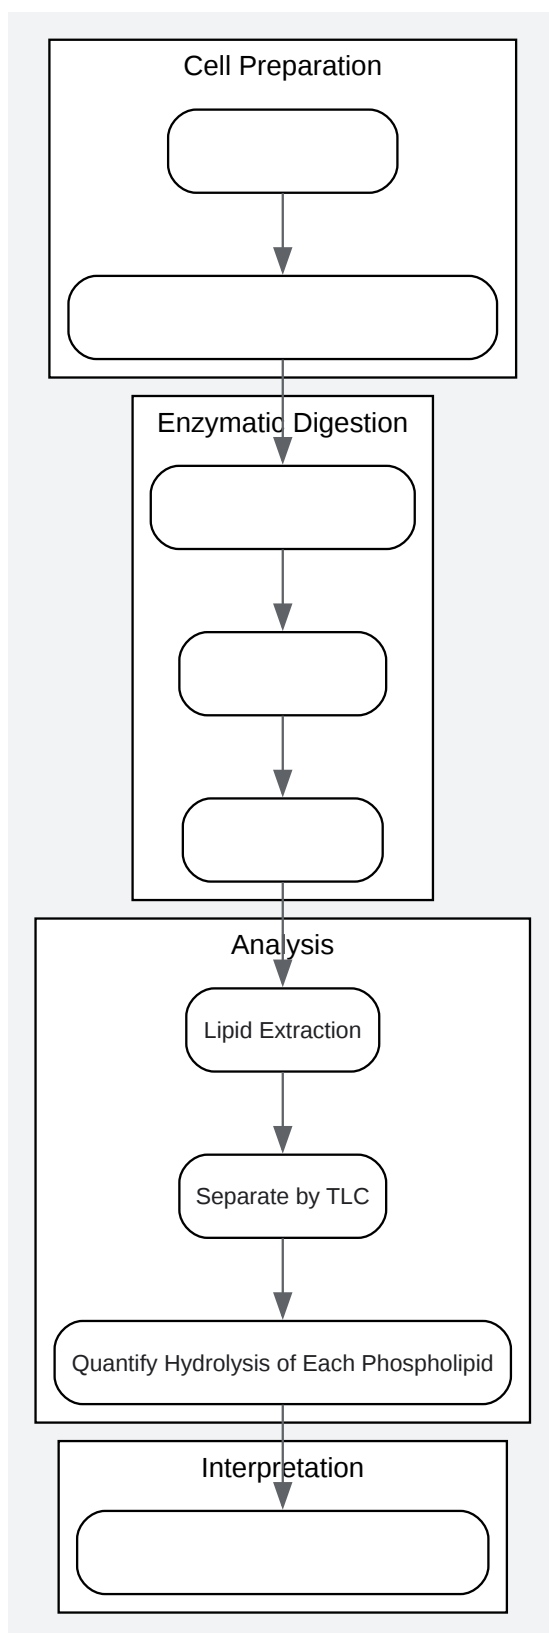 Cell Preparation
Enzymatic Digestion
Analysis
Lipid Extraction
Separate by TLC
Quantify Hydrolysis of Each Phospholipid
Interpretation